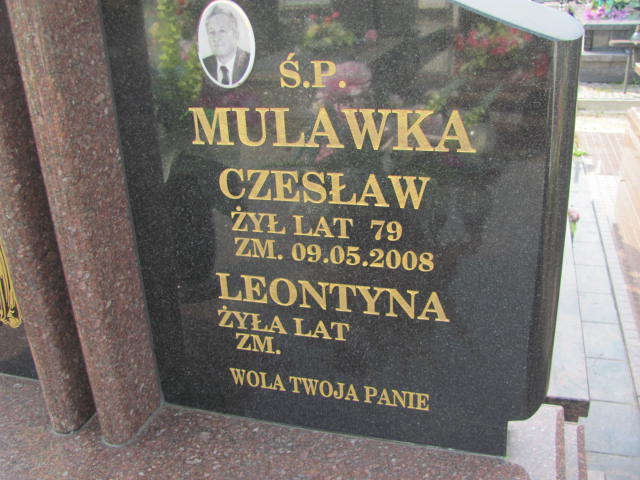 Ś.P.
MULAWKA
CZESŁAW
ŻYŁ LAT 79
ZM. 09.05.2008
LEONTYNA
ŻYŁA LAT
ZM.
WOLA TWOJA PANIE